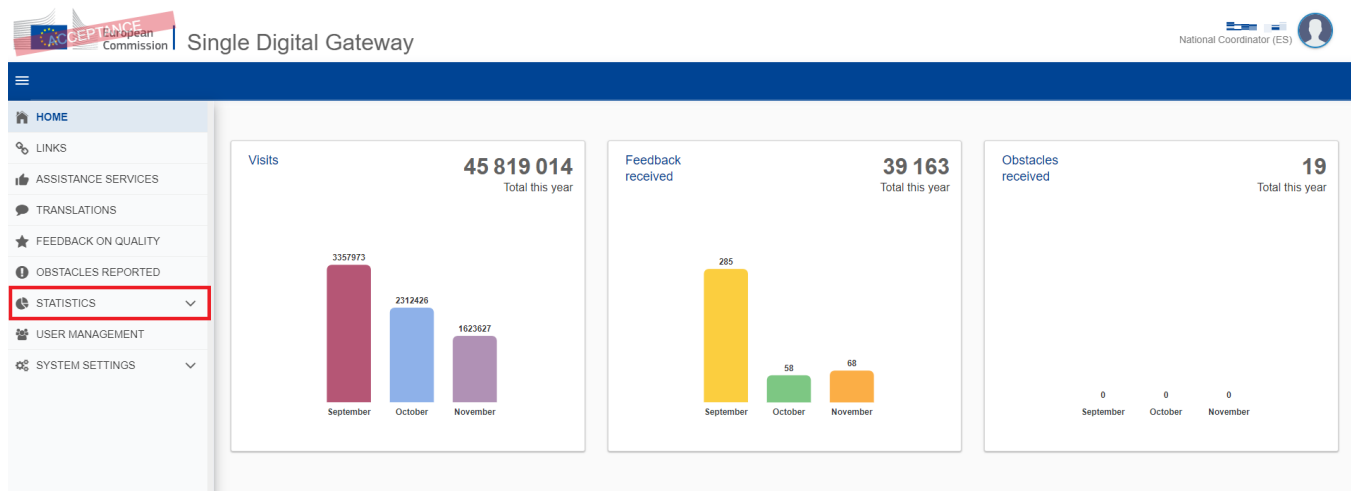 ACCEPTANCE
European
Commission
Single Digital Gateway
National Coordinator (ES)
HOME
LINKS
ASSISTANCE SERVICES
TRANSLATIONS
FEEDBACK ON QUALITY
OBSTACLES REPORTED
STATISTICS
USER MANAGEMENT
SYSTEM SETTINGS
Visits
45 819 014
Total this year
3357973
2312426
1623627
September October November
Feedback
received
39 163
Total this year
285
58
68
September October November
Obstacles
received
19
Total this year
0 0 0
September October November